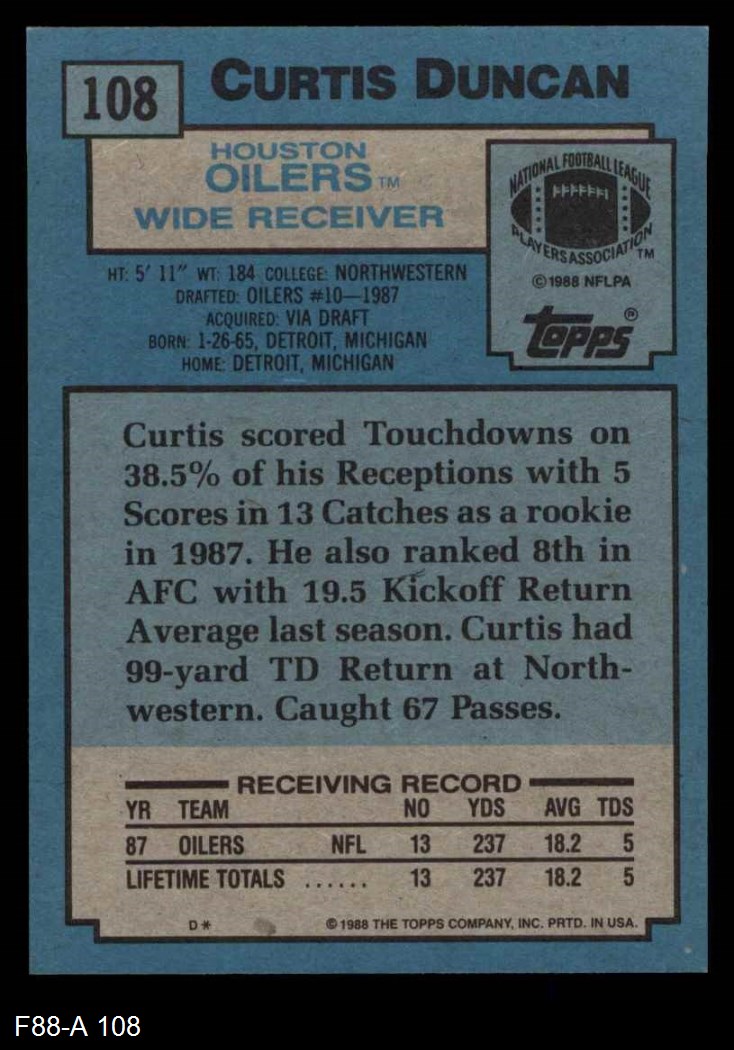 108
CURTIS DUNCAN
HOUSTON
OILERS™
WIDE RECEIVER
NATIONAL FOOTBALL LEAGUE
PLAYERS ASSOCIATION™
©1988 NFLPA
topps®
HT: 5' 11" WT: 184 COLLEGE: NORTHWESTERN
DRAFTED: OILERS #10—1987
ACQUIRED: VIA DRAFT
BORN: 1-26-65, DETROIT, MICHIGAN
HOME: DETROIT, MICHIGAN
Curtis scored Touchdowns on
38.5% of his Receptions with 5
Scores in 13 Catches as a rookie
in 1987. He also ranked 8th in
AFC with 19.5 Kickoff Return
Average last season. Curtis had
99-yard TD Return at North-
western. Caught 67 Passes.
RECEIVING RECORD
YR TEAM NO YDS AVG TDS
87 OILERS NFL 13 237 18.2 5
LIFETIME TOTALS ...... 13 237 18.2 5
D* ©1988 THE TOPPS COMPANY, INC. PRTD. IN USA.
F88-A 108